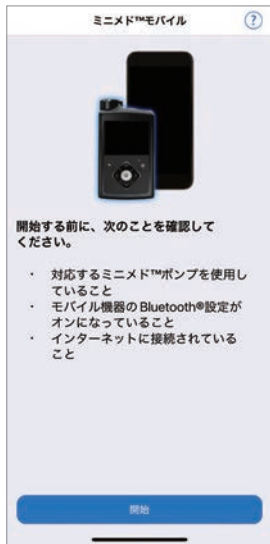 ミニメド™モバイル
?
開始する前に、次のことを確認して
ください。
・ 対応するミニメド™ポンプを使用し
ていること
・ モバイル機器のBluetooth®設定が
オンになっていること
・ インターネットに接続されている
こと
開始